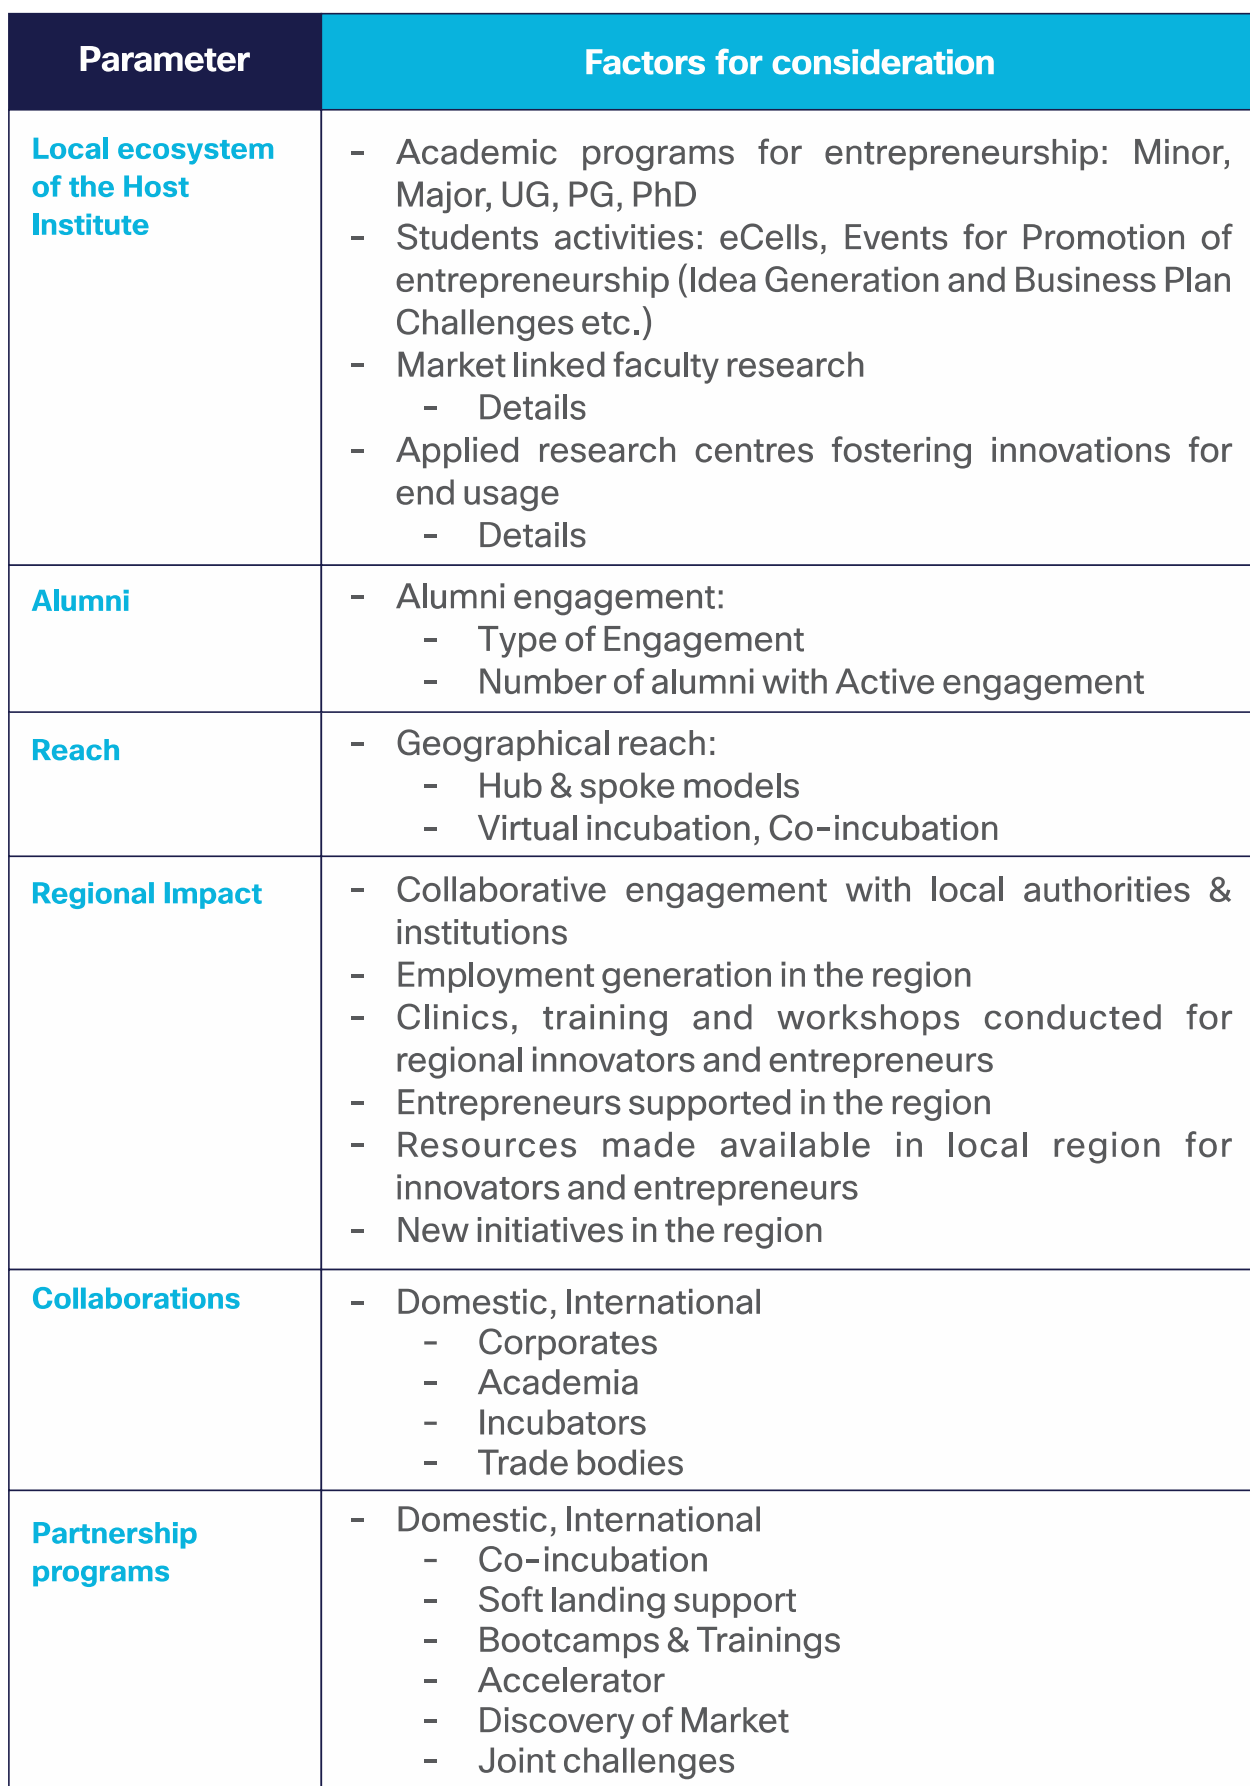 Parameter
Factors for consideration
Local ecosystem
of the Host
Institute
- Academic programs for entrepreneurship: Minor,
Major, UG, PG, PhD
- Students activities: eCells, Events for Promotion of
entrepreneurship (Idea Generation and Business Plan
Challenges etc.)
- Market linked faculty research
- Details
- Applied research centres fostering innovations for
end usage
- Details
Alumni
- Alumni engagement:
- Type of Engagement
- Number of alumni with Active engagement
Reach
- Geographical reach:
- Hub & spoke models
- Virtual incubation, Co-incubation
Regional Impact
- Collaborative engagement with local authorities &
institutions
- Employment generation in the region
- Clinics, training and workshops conducted for
regional innovators and entrepreneurs
- Entrepreneurs supported in the region
- Resources made available in local region for
innovators and entrepreneurs
- New initiatives in the region
Collaborations
- Domestic, International
- Corporates
- Academia
- Incubators
- Trade bodies
Partnership
programs
- Domestic, International
- Co-incubation
- Soft landing support
- Bootcamps & Trainings
- Accelerator
- Discovery of Market
- Joint challenges